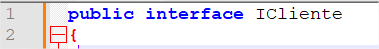 1 public interface ICliente
2 {